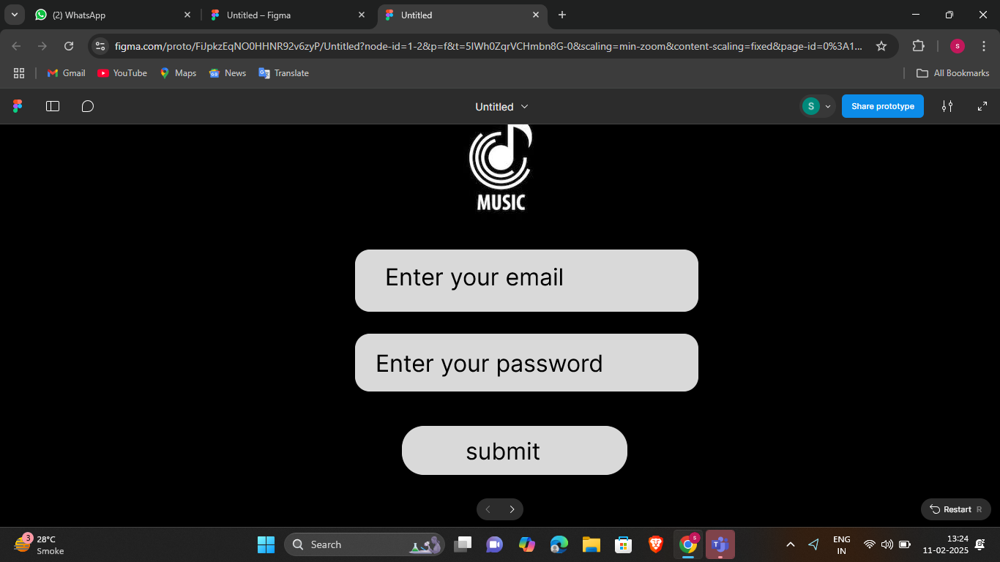 (2) WhatsApp
Untitled – Figma
Untitled
figma.com/proto/FiJpkzEqNO0HHNR92v6zyP/Untitled?node-id=1-2&p=f&t=5IWh0ZqrVCHmbn8G-0&scaling=min-zoom&content-scaling=fixed&page-id=0%3A1...
S
Gmail
YouTube
Maps
News
Translate
All Bookmarks
Untitled
S
Share prototype
MUSIC
Enter your email
Enter your password
submit
Restart R
3
28°C
Smoke
Search
S
ENG
IN
13:24
11-02-2025